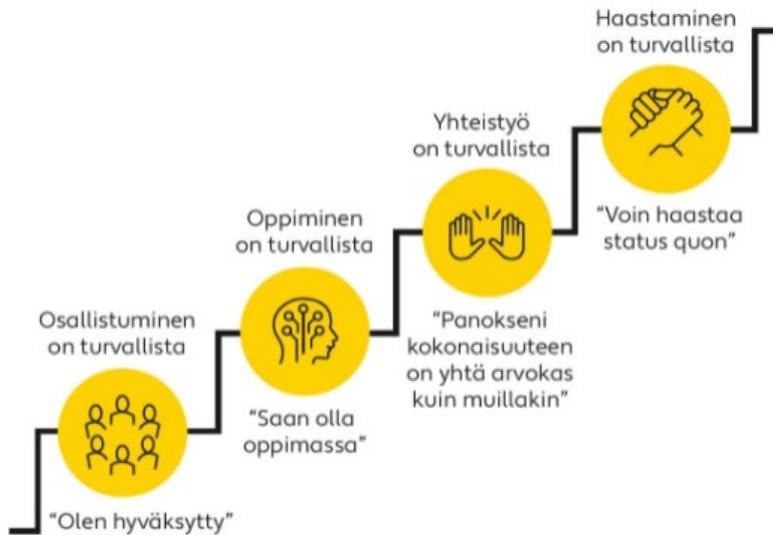 Osallistuminen
on turvallista
“Olen hyväksytty”
Oppiminen
on turvallista
“Saan olla
oppimassa”
Yhteistyö
on turvallista
“Panokseni
kokonaisuuteen
on yhtä arvokas
kuin muillakin”
Haastaminen
on turvallista
“Voin haastaa
status quon”